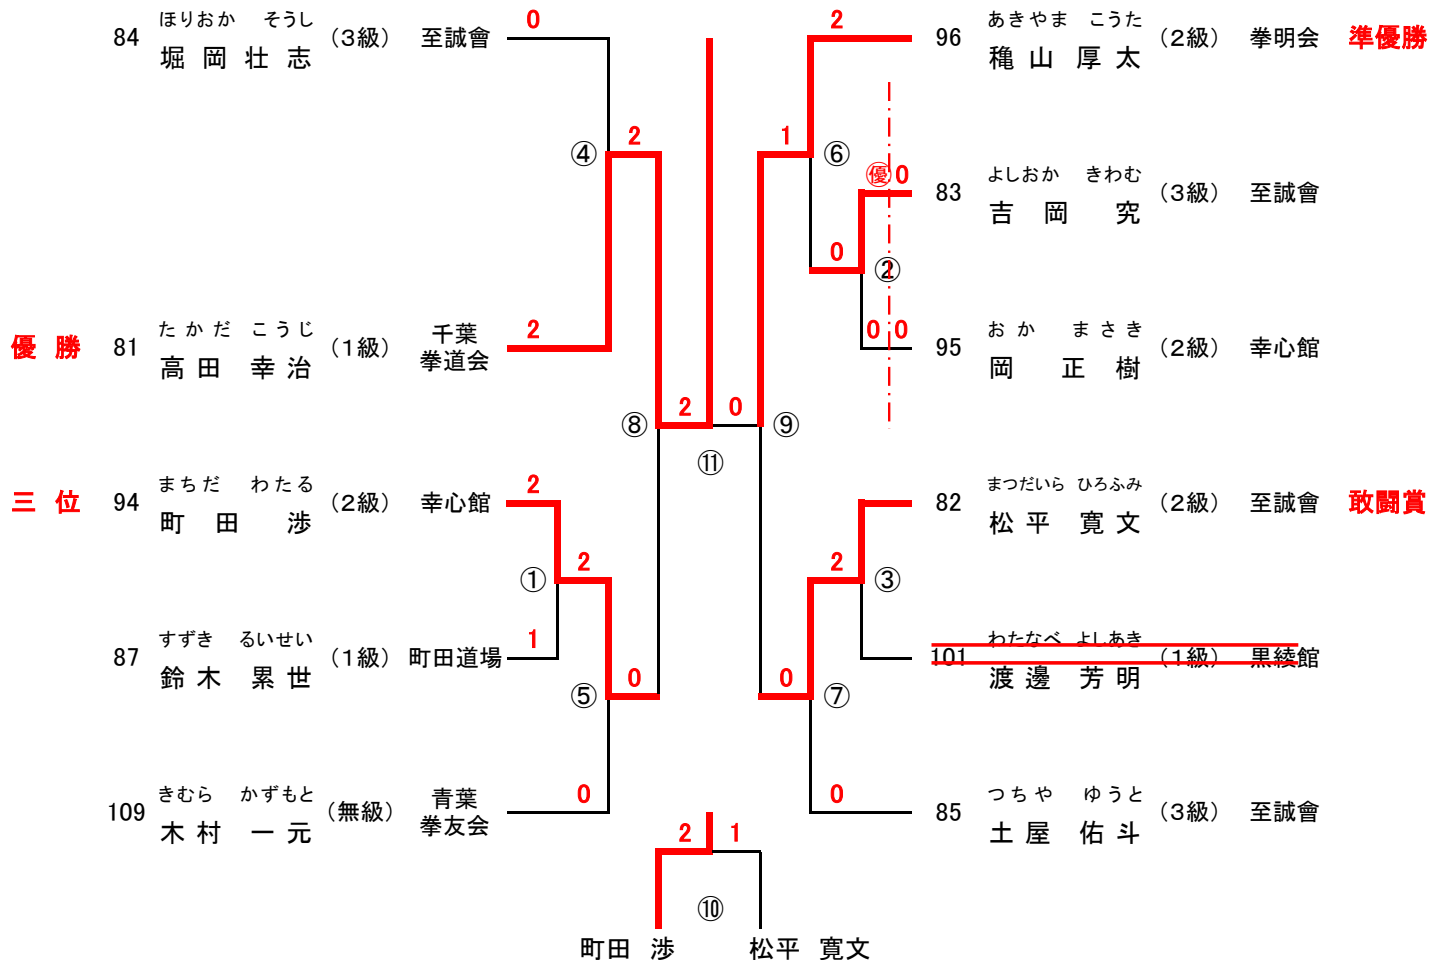 84 ほりおか そうし 堀岡壮志 (3級) 至誠會 0
④ 2
優勝 81 たかだ こうじ 高田 幸治 (1級) 千葉拳道会 2
⑧ 2
三位 94 まちだ わたる 町田 渉 (2級) 幸心館 2
① 2
87 すずき るいせい 鈴木 累世 (1級) 町田道場 1
⑤ 0
109 きむら かずもと 木村 一元 (無級) 青葉拳友会 0
⑪
2 96 あきやま こうた 穐山 厚太 (2級) 拳明会 準優勝
1 ⑥
優 0 83 よしおか きわむ 吉岡 究 (3級) 至誠會
0 ②
0 0 95 おか まさき 岡 正樹 (2級) 幸心館
0 ⑨
82 まつだいら ひろふみ 松平 寛文 (2級) 至誠會 敢闘賞
2 ③
101 わたなべ よしあき 渡邊 芳明 (1級) 黒綾館
0 ⑦
0 85 つちや ゆうと 土屋 佑斗 (3級) 至誠會
2 1
⑩
町田 渉 松平 寛文